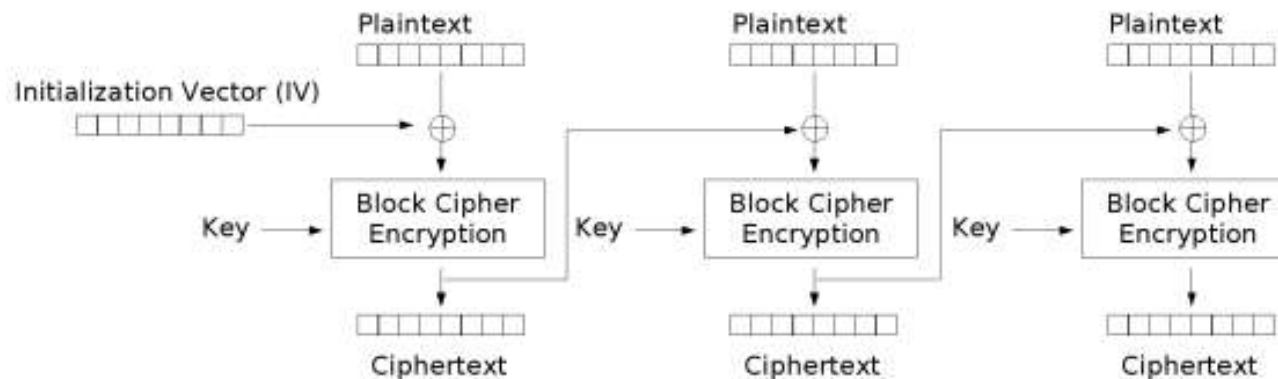 Plaintext
Plaintext
Plaintext
Initialization Vector (IV)
Key
Block Cipher
Encryption
Key
Block Cipher
Encryption
Key
Block Cipher
Encryption
Ciphertext
Ciphertext
Ciphertext